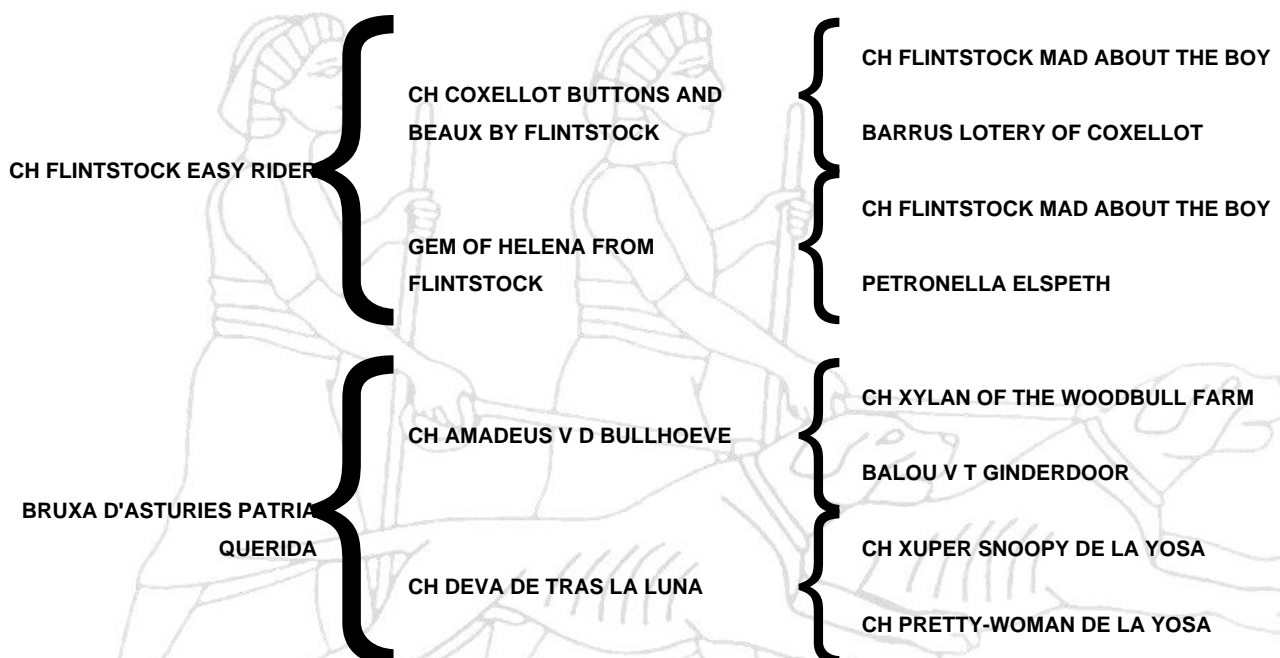 CH FLINTSTOCK EASY RIDER
CH COXELLOT BUTTONS AND
BEAUX BY FLINTSTOCK
CH FLINTSTOCK MAD ABOUT THE BOY
BARRUS LOTERY OF COXELLOT
GEM OF HELENA FROM
FLINTSTOCK
CH FLINTSTOCK MAD ABOUT THE BOY
PETRONELLA ELSPETH
BRUXA D'ASTURIES PATRIA
QUERIDA
CH AMADEUS V D BULLHOEVE
CH XYLAN OF THE WOODBULL FARM
BALOU V T GINDERDOOR
CH DEVA DE TRAS LA LUNA
CH XUPER SNOOPY DE LA YOSA
CH PRETTY-WOMAN DE LA YOSA